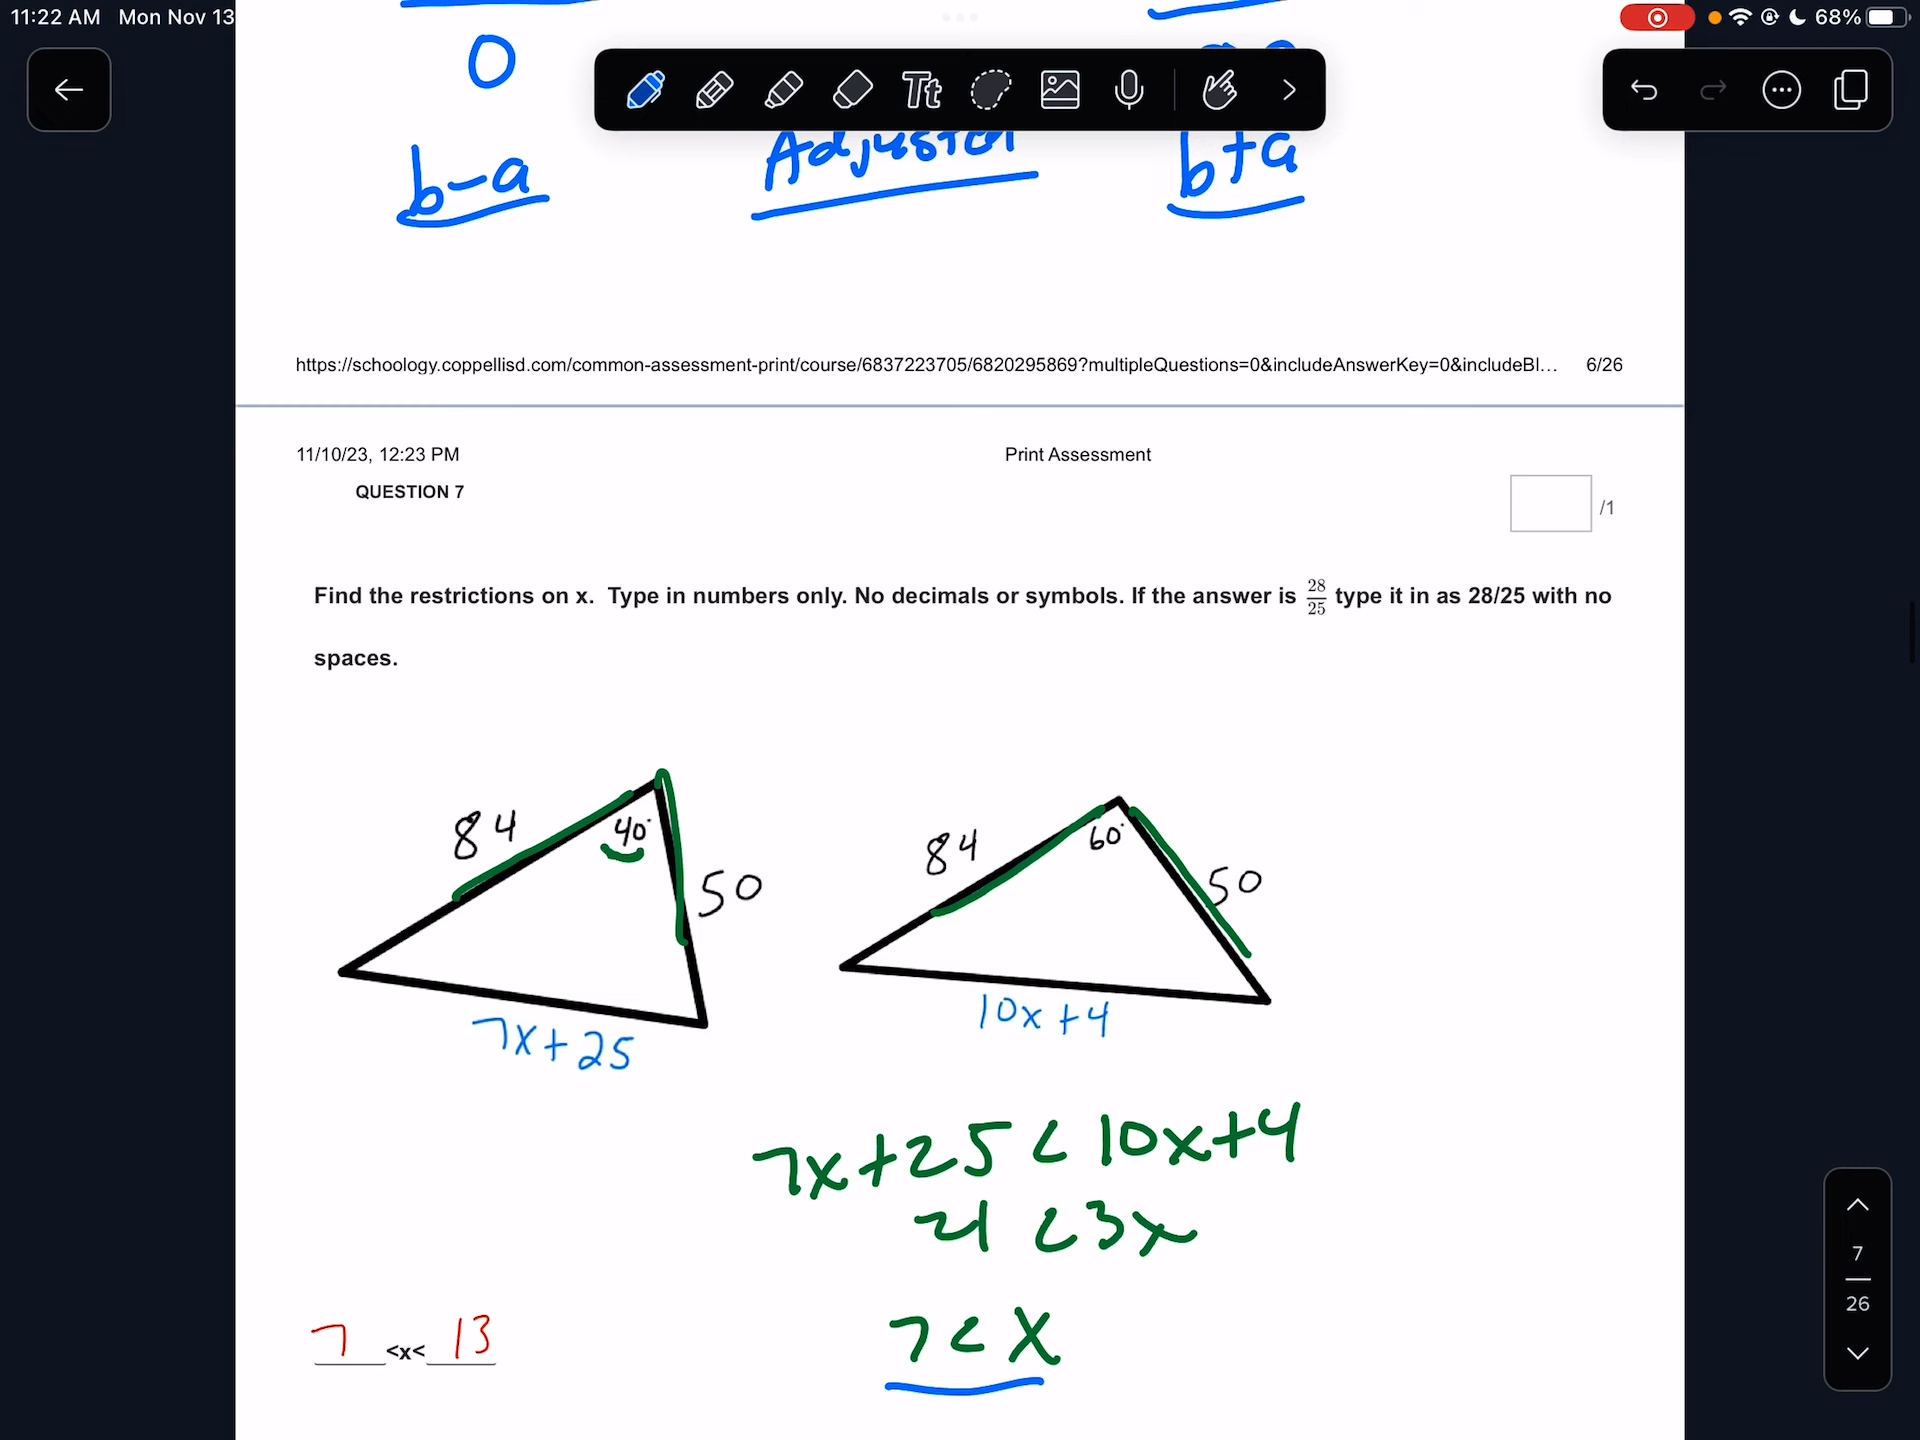 11:22 AM Mon Nov 13
68%
0
Tt
b-a
Adjusted
b+a
https://schoology.coppellisd.com/common-assessment-print/course/6837223705/6820295869?multipleQuestions=0&includeAnswerKey=0&includeBl... 6/26
11/10/23, 12:23 PM
Print Assessment
QUESTION 7
/1
Find the restrictions on x. Type in numbers only. No decimals or symbols. If the answer is 28/25 type it in as 28/25 with no
spaces.
84
40°
50
7x+25
84
60°
50
10x+4
7x+25<10x+4
21<3x
7<x
7 <x< 13
7
26